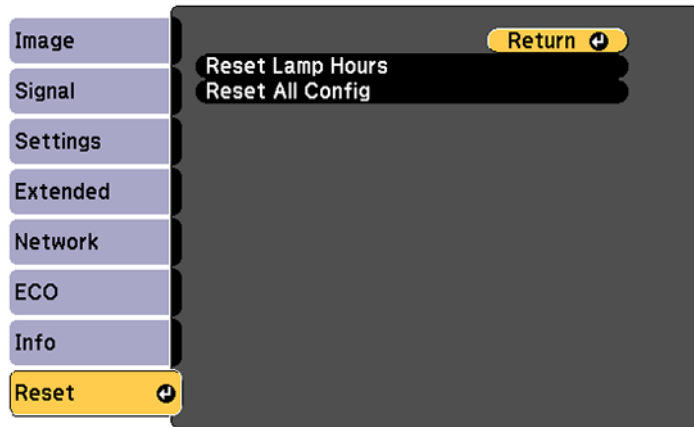 Image
Signal
Settings
Extended
Network
ECO
Info
Reset
Return
Reset Lamp Hours
Reset All Config